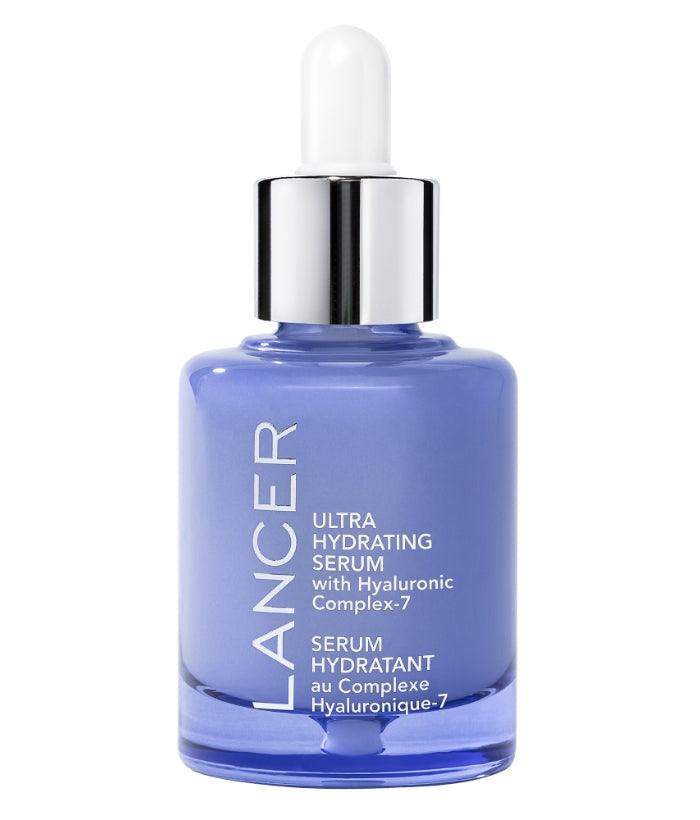 LANCER
ULTRA
HYDRATING
SERUM
with Hyaluronic
Complex-7
SERUM
HYDRATANT
au Complexe
Hyaluronique-7